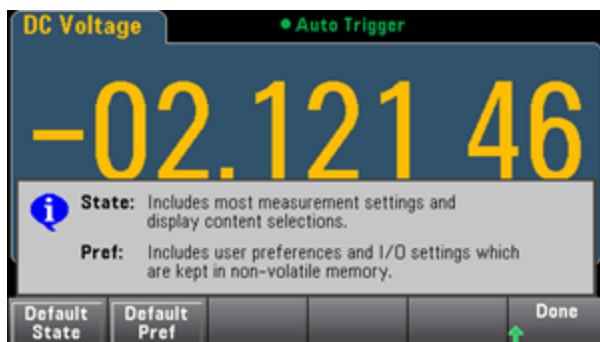 DC Voltage
Auto Trigger
-02.121 46
State: Includes most measurement settings and
display content selections.
Pref: Includes user preferences and I/O settings which
are kept in non-volatile memory.
Default State
Default Pref
Done